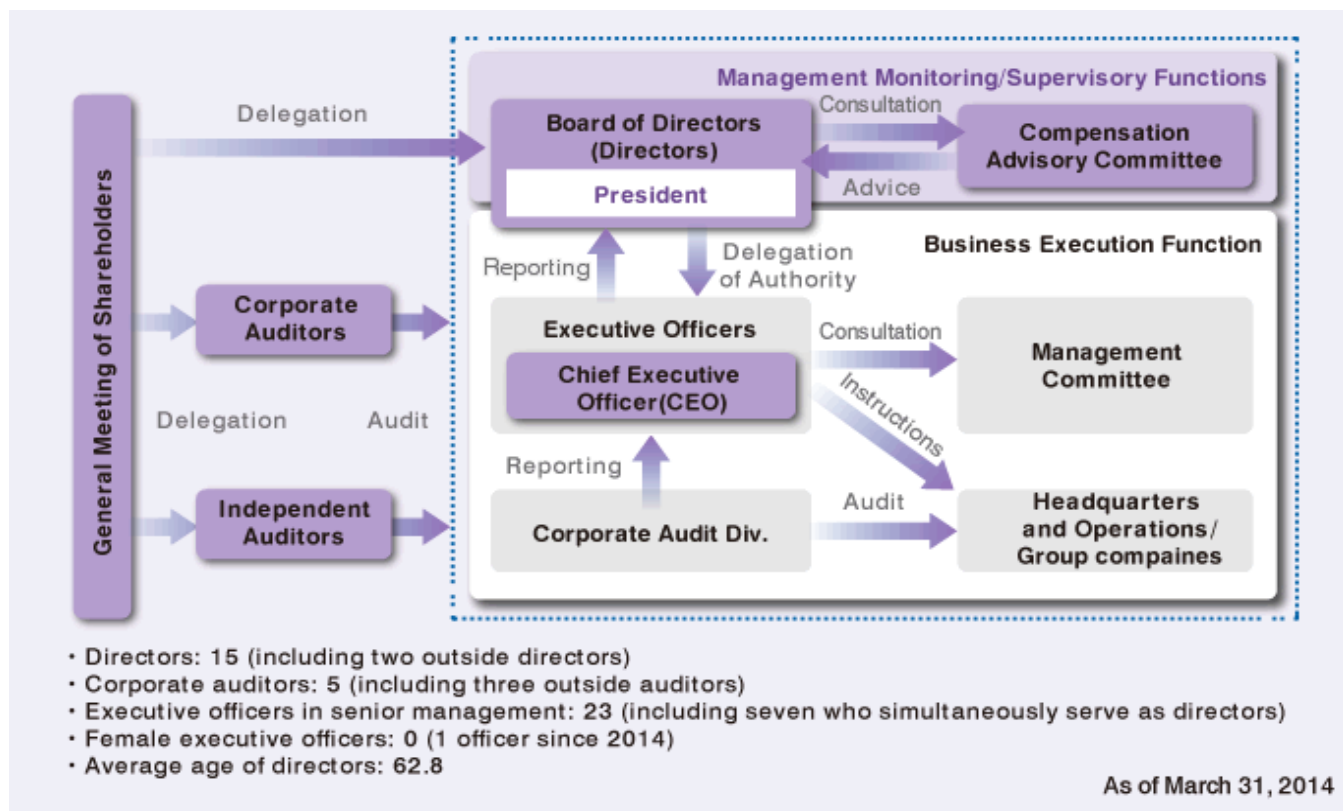 Management Monitoring/Supervisory Functions
General Meeting of Shareholders
Delegation
Board of Directors
(Directors)
President
Consultation
Advice
Compensation
Advisory Committee
Business Execution Function
Reporting
Delegation
of Authority
Corporate
Auditors
Executive Officers
Chief Executive
Officer(CEO)
Consultation
Management
Committee
Instructions
Delegation
Audit
Reporting
Independent
Auditors
Corporate Audit Div.
Audit
Headquarters
and Operations/
Group compaines
・Directors: 15 (including two outside directors)
・Corporate auditors: 5 (including three outside auditors)
・Executive officers in senior management: 23 (including seven who simultaneously serve as directors)
・Female executive officers: 0 (1 officer since 2014)
・Average age of directors: 62.8
As of March 31, 2014